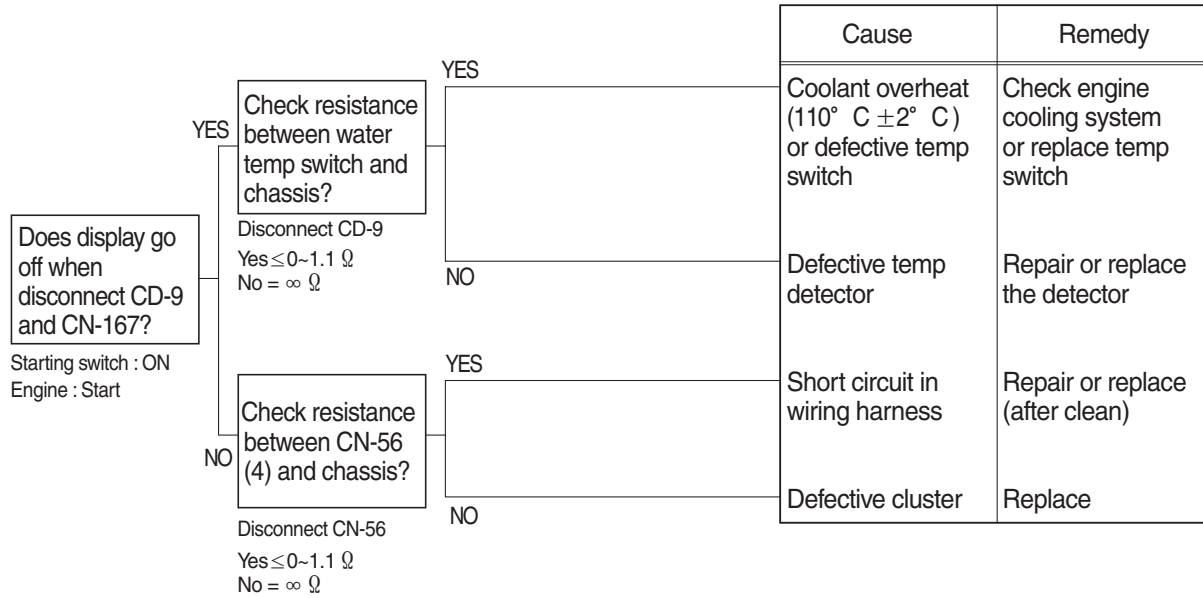 Does display go
off when
disconnect CD-9
and CN-167?
Starting switch : ON
Engine : Start
YES
Check resistance
between water
temp switch and
chassis?
Disconnect CD-9
Yes≤0~1.1 Ω
No = ∞ Ω
YES
NO
NO
Check resistance
between CN-56
(4) and chassis?
Disconnect CN-56
Yes≤0~1.1 Ω
No = ∞ Ω
YES
NO
Cause
Remedy
Coolant overheat
(110° C ±2° C)
or defective temp
switch
Check engine
cooling system
or replace temp
switch
Defective temp
detector
Repair or replace
the detector
Short circuit in
wiring harness
Repair or replace
(after clean)
Defective cluster
Replace